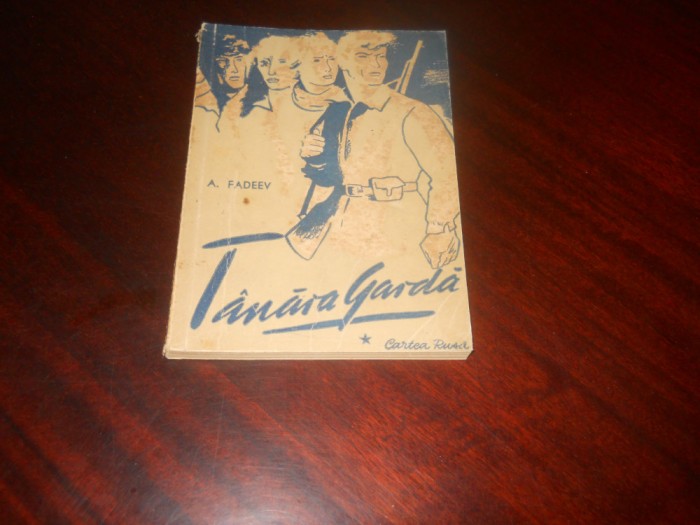 A. FADEEV
Tânăra Gardă
* Cartea Rusă